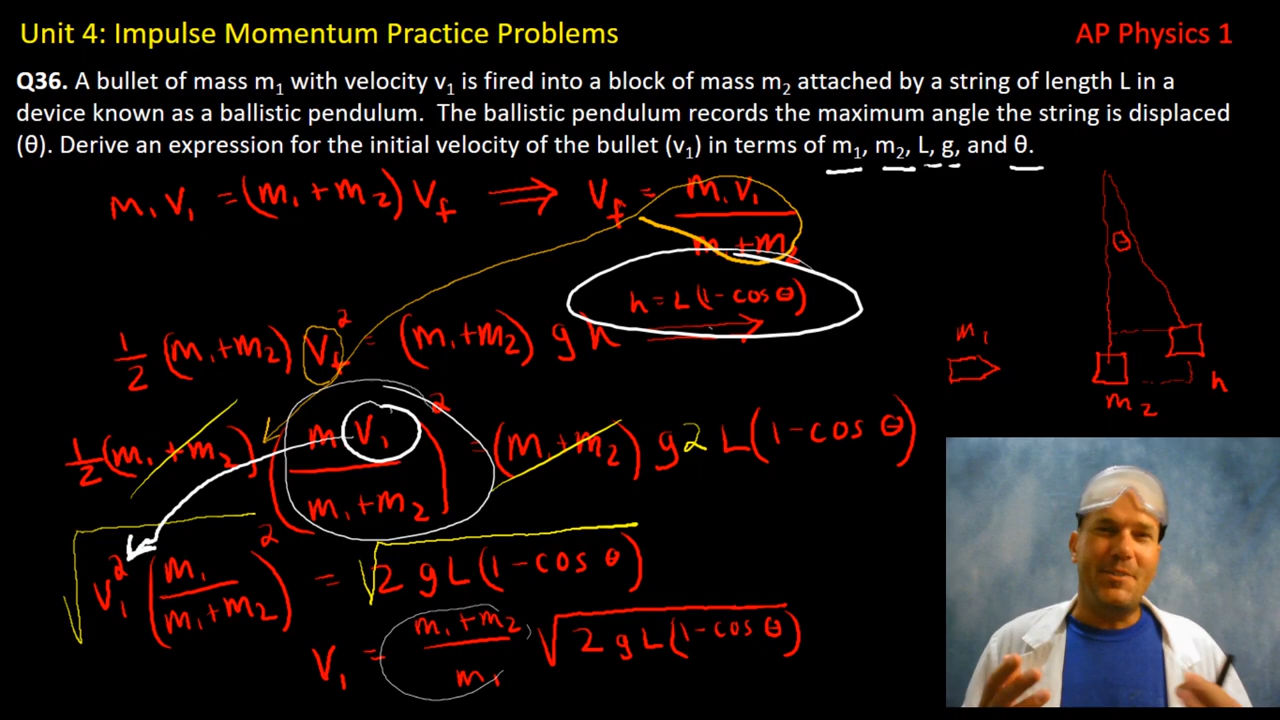 Unit 4: Impulse Momentum Practice Problems
AP Physics 1
Q36. A bullet of mass m₁ with velocity v₁ is fired into a block of mass m₂ attached by a string of length L in a
device known as a ballistic pendulum. The ballistic pendulum records the maximum angle the string is displaced
(θ). Derive an expression for the initial velocity of the bullet (v₁) in terms of m₁, m₂, L, g, and θ.
m₁v₁ = (m₁+m₂)V_f ⟹ V_f = m₁v₁/(m₁+m₂)
θ
h = L(1-cos θ)
½(m₁+m₂)V_f² = (m₁+m₂)gh →
m₁
h
m₂
½(m₁+m₂)(m₁v₁/(m₁+m₂))² = (m₁+m₂)g2L(1-cos θ)
v₁²(m₁/(m₁+m₂))² = √2gL(1-cos θ)
V₁ = (m₁+m₂)/m₁ √2gL(1-cos θ)